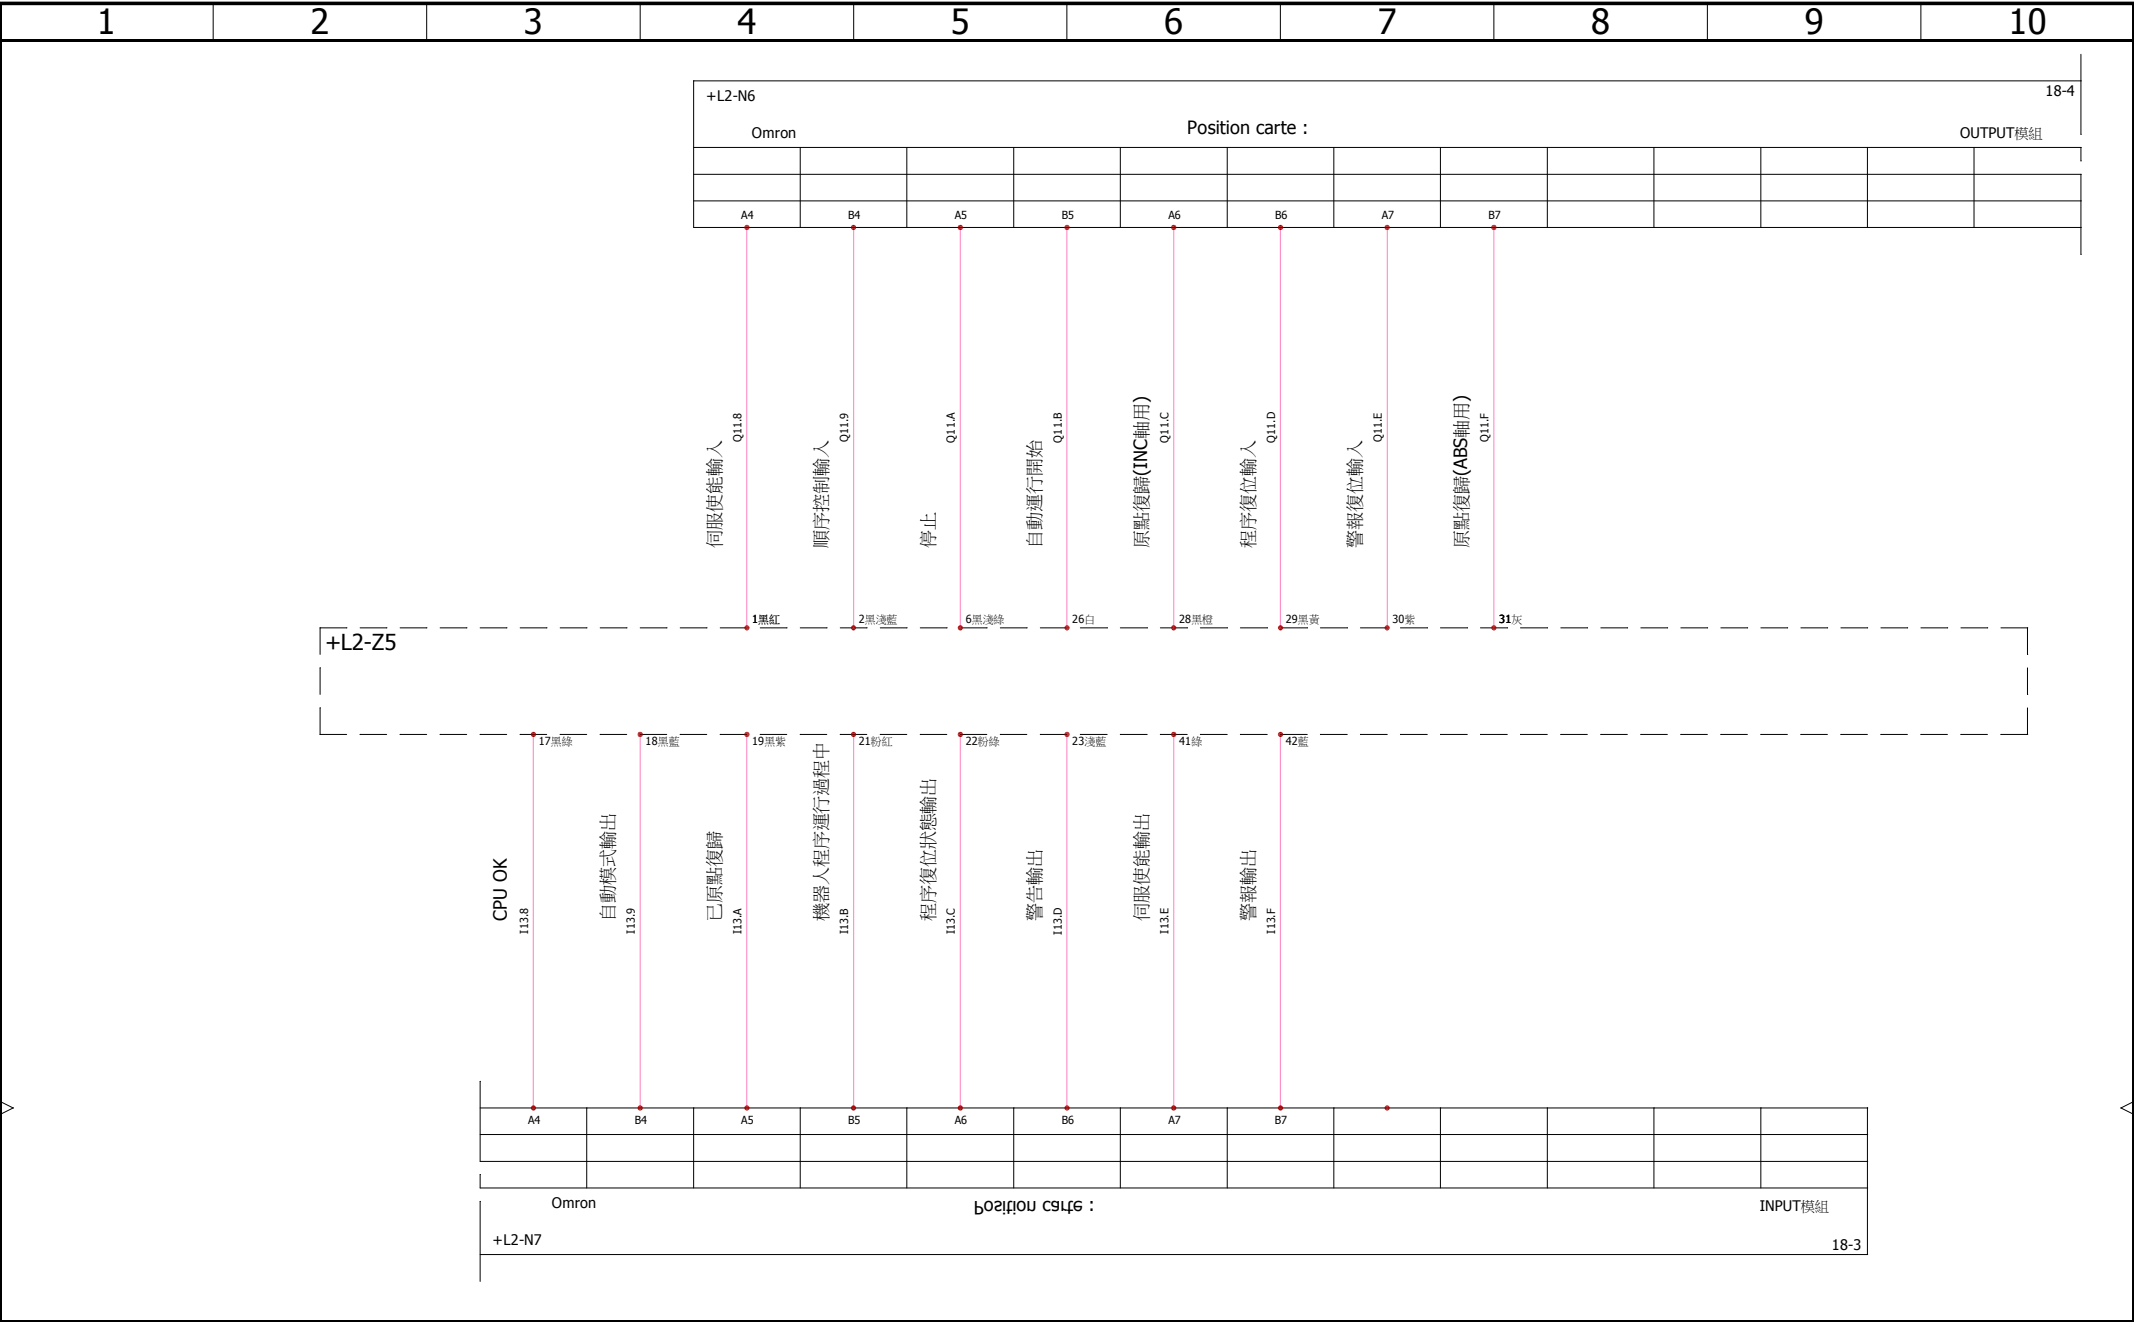 1 2 3 4 5 6 7 8 9 10
+L2-N6 18-4
Omron Position carte : OUTPUT模組
A4 B4 A5 B5 A6 B6 A7 B7
伺服使能輸入 Q11.8
順序控制輸入 Q11.9
停止 Q11.A
自動運行開始 Q11.B
原點復歸(INC軸用) Q11.C
程序復位輸入 Q11.D
警報復位輸入 Q11.E
原點復歸(ABS軸用) Q11.F
1黑紅 2黑淺藍 6黑淺綠 26白 28黑橙 29黑黃 30紫 31灰
+L2-Z5
17黑綠 18黑藍 19黑紫 21粉紅 22粉綠 23淺藍 41綠 42藍
CPU OK I13.8
自動模式輸出 I13.9
已原點復歸 I13.A
機器人程序運行過程中 I13.B
程序復位狀態輸出 I13.C
警告輸出 I13.D
伺服使能輸出 I13.E
警報輸出 I13.F
A4 B4 A5 B5 A6 B6 A7 B7
Omron Position carte : INPUT模組
+L2-N7 18-3